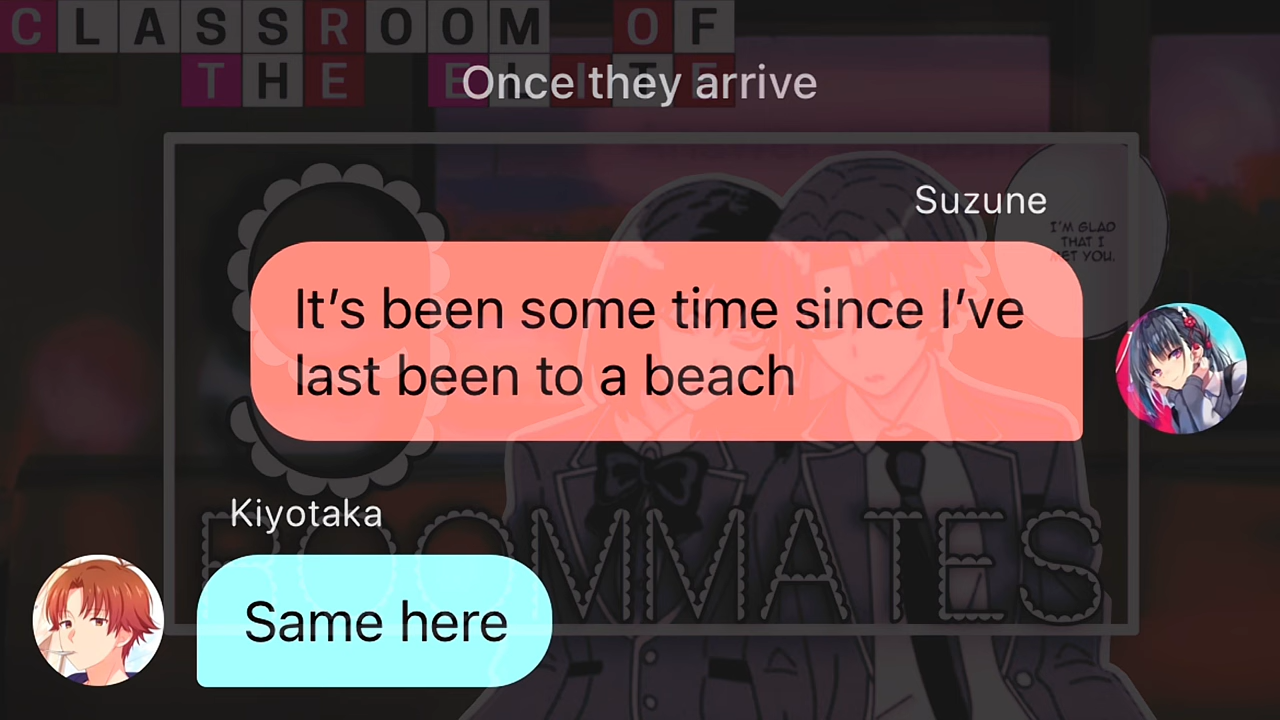 CLASSROOM OF
THE ELITE
Once they arrive
I'M GLAD
THAT I
MET YOU.
Suzune
It's been some time since I've
last been to a beach
Kiyotaka
Same here
ROOMMATES